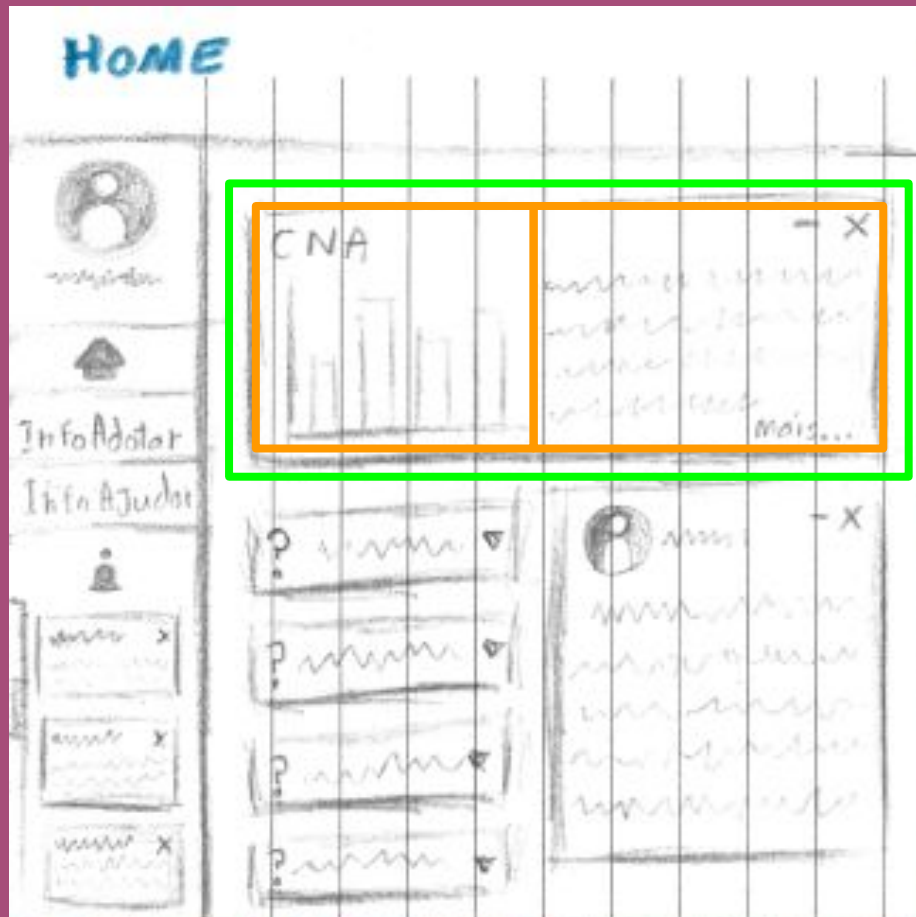 HOME
CNA
- X
mais...
InfoAdotar
InfoAjudar
- X
?
?
?
?
x
x
x